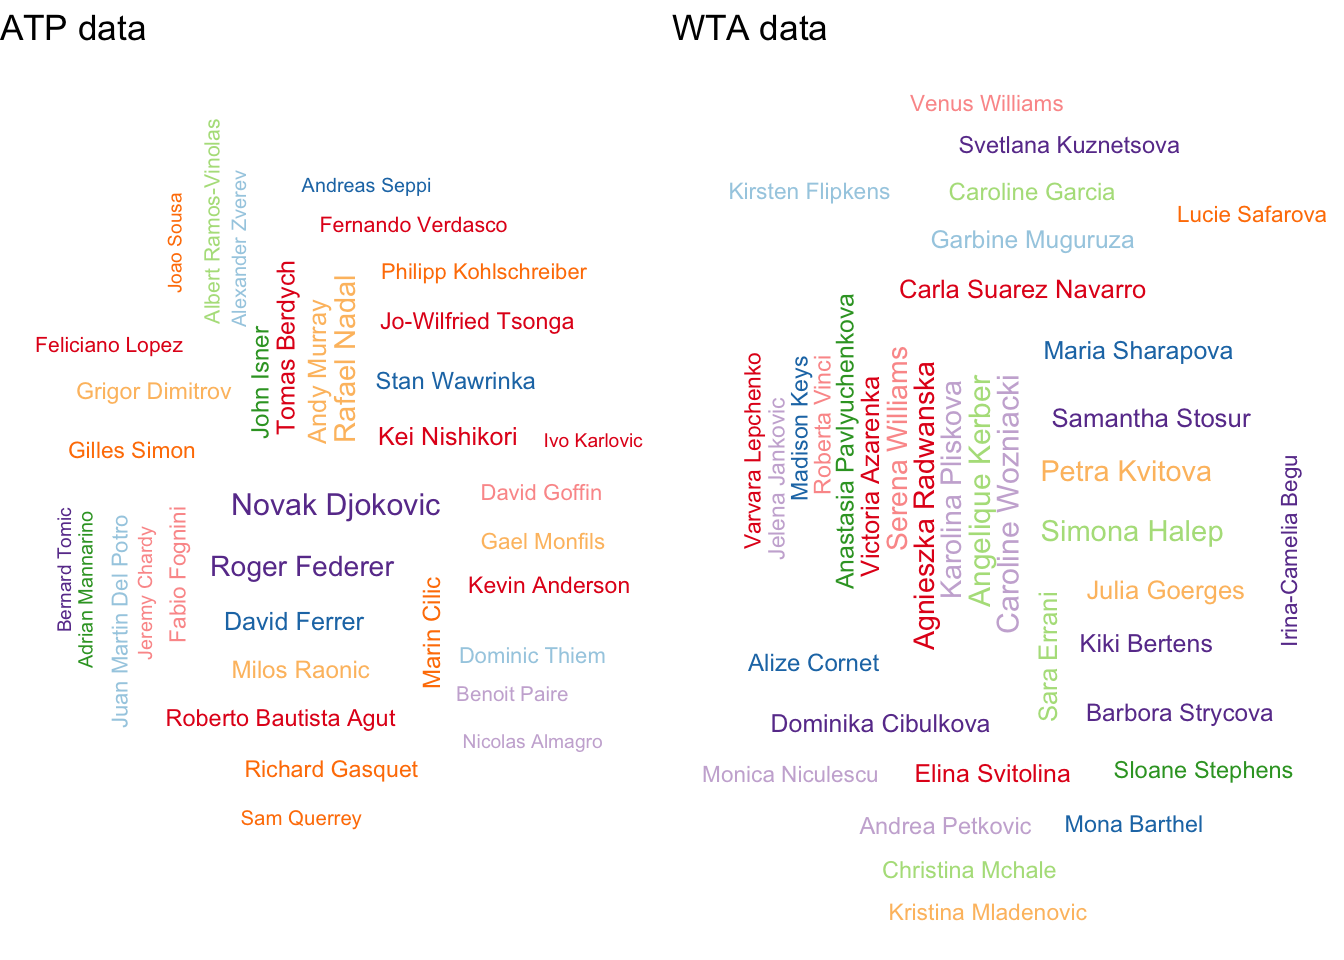 ATP data
Albert Ramos-Vinolas
Joao Sousa
Alexander Zverev
Andreas Seppi
Fernando Verdasco
Philipp Kohlschreiber
Jo-Wilfried Tsonga
Feliciano Lopez
Grigor Dimitrov
Gilles Simon
John Isner
Tomas Berdych
Andy Murray
Rafael Nadal
Stan Wawrinka
Kei Nishikori
Ivo Karlovic
Novak Djokovic
David Goffin
Gael Monfils
Bernard Tomic
Adrian Mannarino
Juan Martin Del Potro
Jeremy Chardy
Fabio Fognini
Roger Federer
Kevin Anderson
David Ferrer
Marin Cilic
Dominic Thiem
Milos Raonic
Benoit Paire
Roberto Bautista Agut
Nicolas Almagro
Richard Gasquet
Sam Querrey
WTA data
Venus Williams
Svetlana Kuznetsova
Kirsten Flipkens
Caroline Garcia
Lucie Safarova
Garbine Muguruza
Carla Suarez Navarro
Maria Sharapova
Varvara Lepchenko
Jelena Jankovic
Madison Keys
Roberta Vinci
Anastasia Pavlyuchenkova
Victoria Azarenka
Serena Williams
Agnieszka Radwanska
Karolina Pliskova
Angelique Kerber
Caroline Wozniacki
Samantha Stosur
Petra Kvitova
Simona Halep
Irina-Camelia Begu
Julia Goerges
Sara Errani
Kiki Bertens
Alize Cornet
Barbora Strycova
Dominika Cibulkova
Monica Niculescu
Elina Svitolina
Sloane Stephens
Andrea Petkovic
Mona Barthel
Christina Mchale
Kristina Mladenovic